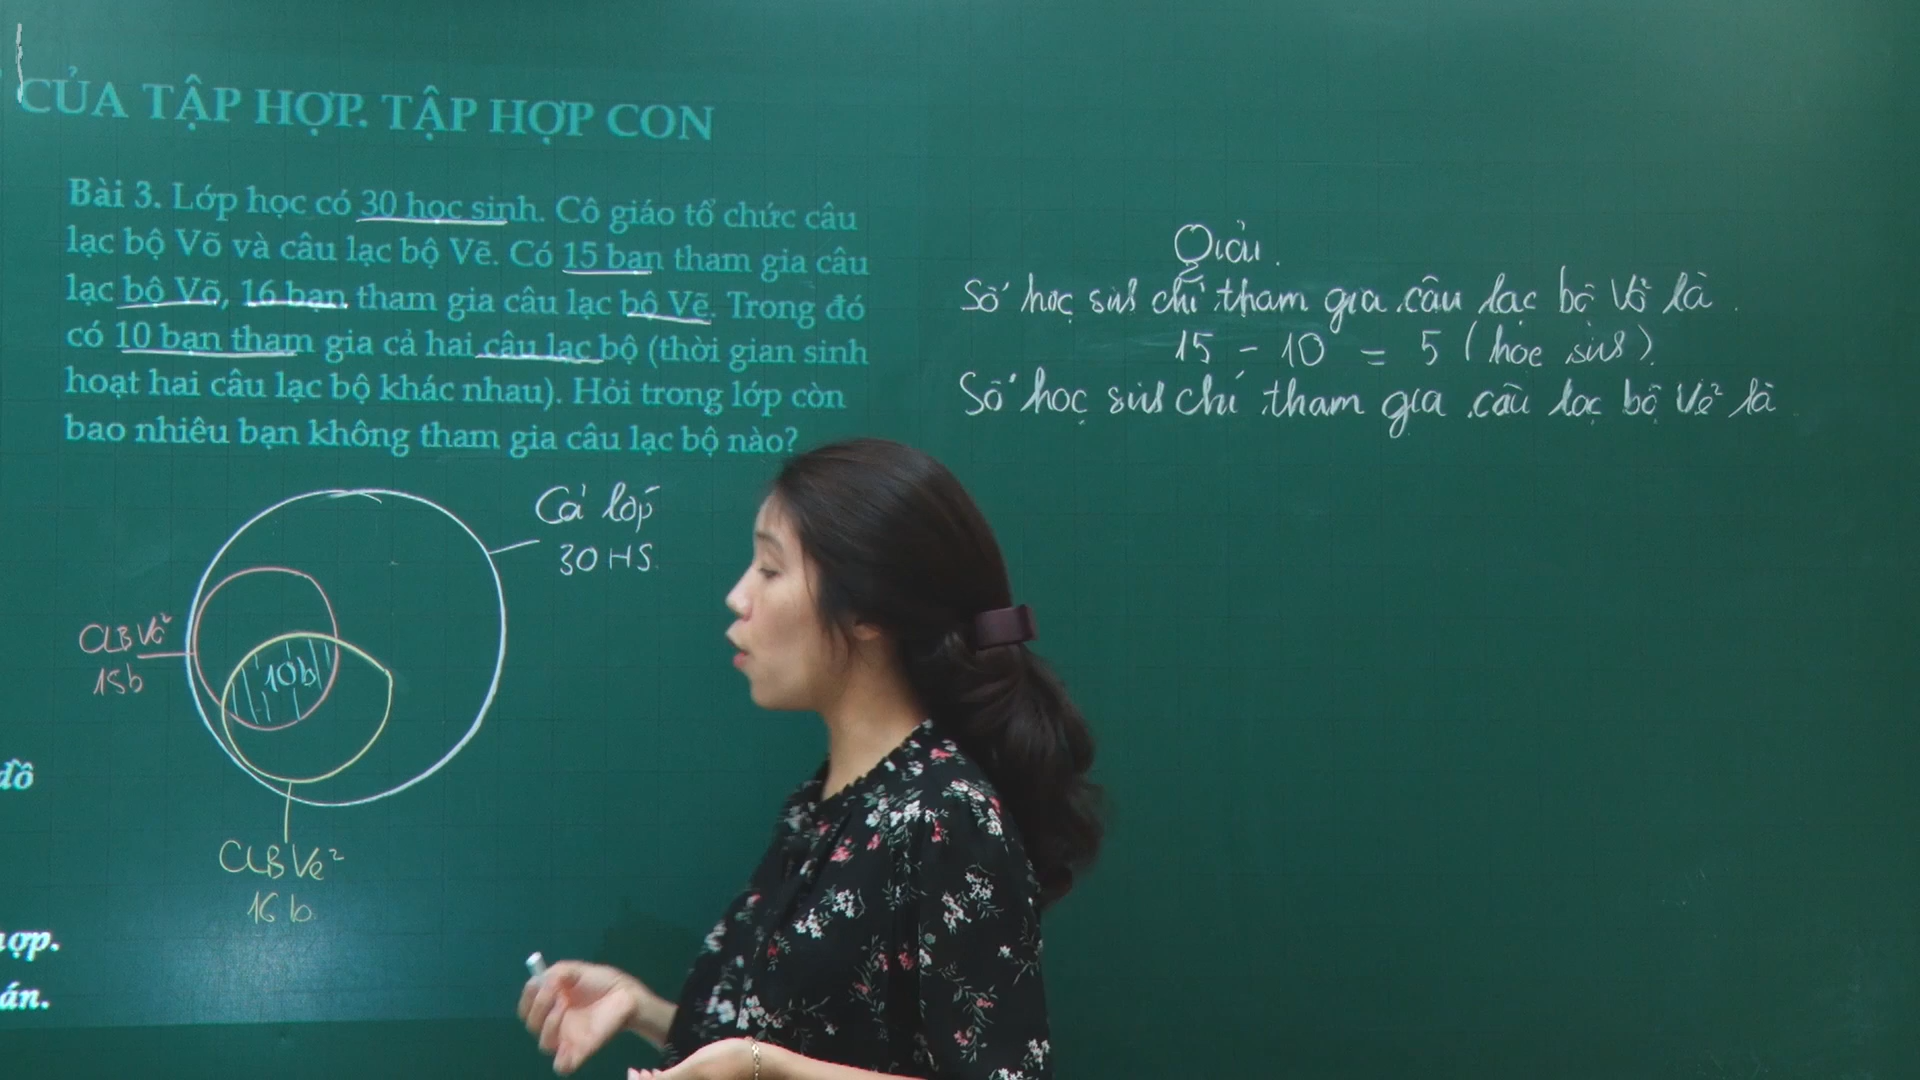 CỦA TẬP HỢP. TẬP HỢP CON
Bài 3. Lớp học có 30 học sinh. Cô giáo tổ chức câu
lạc bộ Võ và câu lạc bộ Vẽ. Có 15 bạn tham gia câu
lạc bộ Võ, 16 bạn tham gia câu lạc bộ Vẽ. Trong đó
có 10 bạn tham gia cả hai câu lạc bộ (thời gian sinh
hoạt hai câu lạc bộ khác nhau). Hỏi trong lớp còn
bao nhiêu bạn không tham gia câu lạc bộ nào?
Cả lớp
30 HS.
CLB Võ
15b
10b
CLB Vẽ
16b
đồ
ợp.
án.
Giải.
Số học sinh chỉ tham gia câu lạc bộ Võ là
15 - 10 = 5 (học sinh).
Số học sinh chỉ tham gia câu lạc bộ Vẽ là